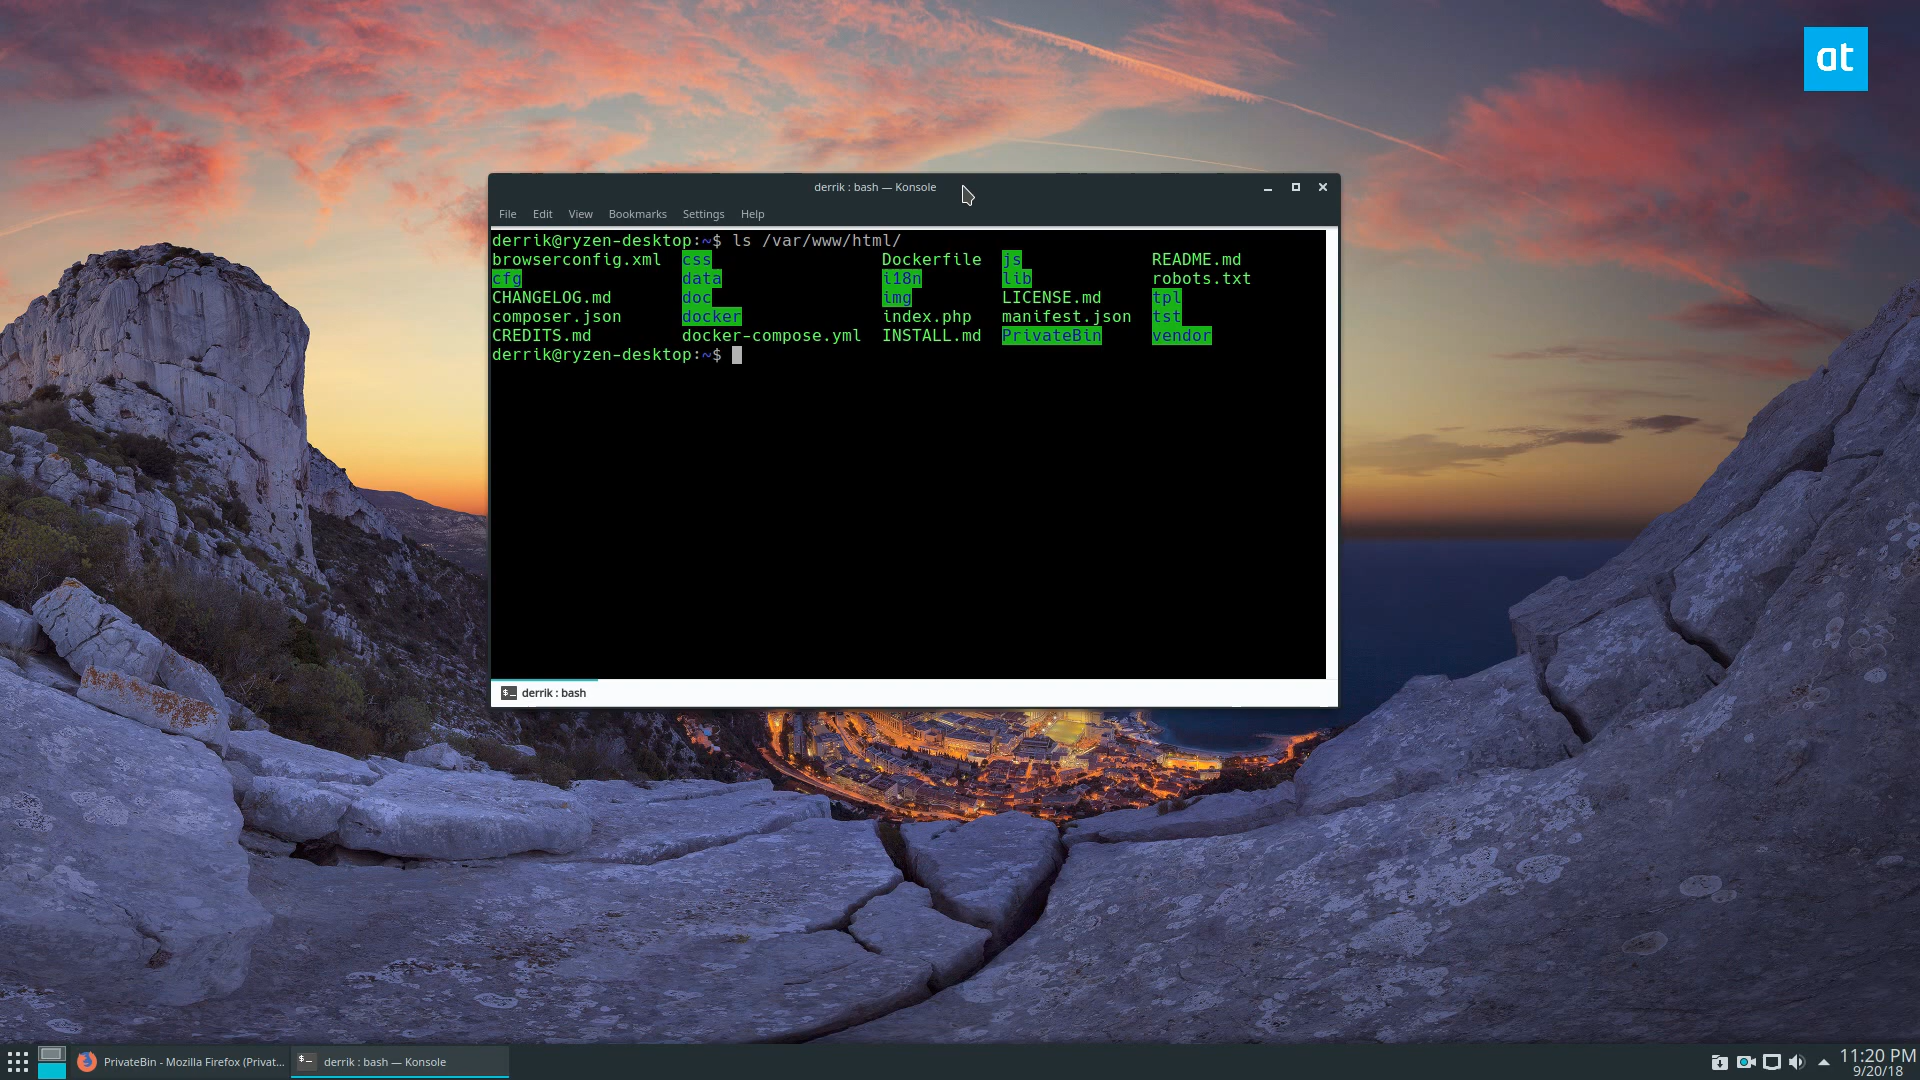 at
derrik : bash — Konsole
File Edit View Bookmarks Settings Help
derrik@ryzen-desktop:~$ ls /var/www/html/
browserconfig.xml css Dockerfile js README.md
cfg data i18n lib robots.txt
CHANGELOG.md doc img LICENSE.md tpl
composer.json docker index.php manifest.json tst
CREDITS.md docker-compose.yml INSTALL.md PrivateBin vendor
derrik@ryzen-desktop:~$
derrik : bash
PrivateBin - Mozilla Firefox (Privat... derrik : bash — Konsole 11:20 PM
9/20/18